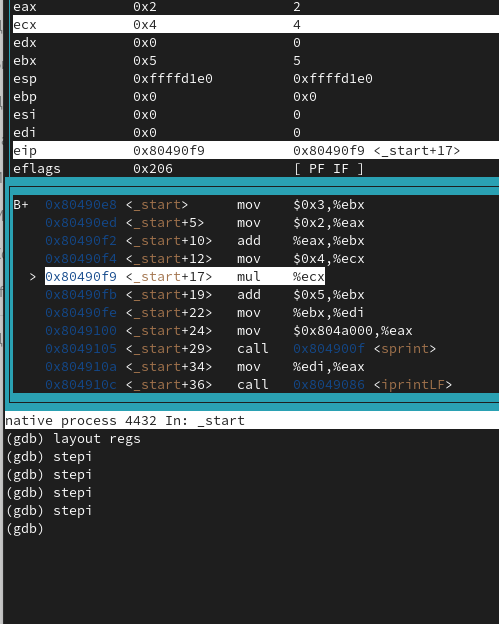 eax 0x2 2
ecx 0x4 4
edx 0x0 0
ebx 0x5 5
esp 0xffffd1e0 0xffffd1e0
ebp 0x0 0x0
esi 0x0 0
edi 0x0 0
eip 0x80490f9 0x80490f9 <_start+17>
eflags 0x206 [ PF IF ]
B+ 0x80490e8 <_start> mov $0x3,%ebx
0x80490ed <_start+5> mov $0x2,%eax
0x80490f2 <_start+10> add %eax,%ebx
0x80490f4 <_start+12> mov $0x4,%ecx
> 0x80490f9 <_start+17> mul %ecx
0x80490fb <_start+19> add $0x5,%ebx
0x80490fe <_start+22> mov %ebx,%edi
0x8049100 <_start+24> mov $0x804a000,%eax
0x8049105 <_start+29> call 0x804900f <sprint>
0x804910a <_start+34> mov %edi,%eax
0x804910c <_start+36> call 0x8049086 <iprintLF>
native process 4432 In: _start
(gdb) layout regs
(gdb) stepi
(gdb) stepi
(gdb) stepi
(gdb) stepi
(gdb)